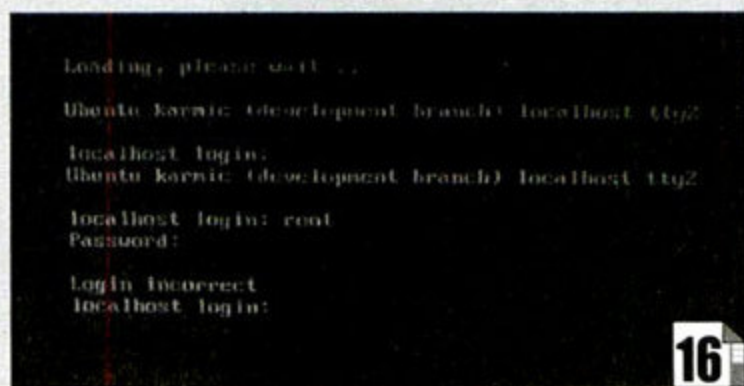 Loading, please wait ..
Ubuntu karmic (development branch) localhost tty2
localhost login:
Ubuntu karmic (development branch) localhost tty2
localhost login: root
Password:
Login incorrect
localhost login:
16